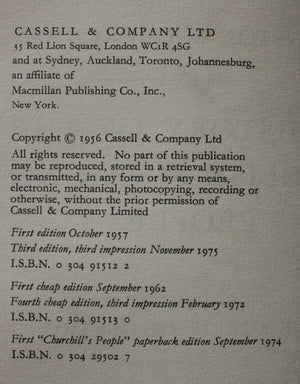 CASSELL & COMPANY LTD
35 Red Lion Square, London WC1R 4SG
and at Sydney, Auckland, Toronto, Johannesburg,
an affiliate of
Macmillan Publishing Co., Inc.,
New York.
Copyright © 1956 Cassell & Company Ltd
All rights reserved. No part of this publication
may be reproduced, stored in a retrieval system,
or transmitted, in any form or by any means,
electronic, mechanical, photocopying, recording or
otherwise, without the prior permission of
Cassell & Company Limited
First edition October 1957
Third edition, third impression November 1975
I.S.B.N. 0 304 91512 2
First cheap edition September 1962
Fourth cheap edition, third impression February 1972
I.S.B.N. 0 304 91513 0
First "Churchill's People" paperback edition September 1974
I.S.B.N. 0 304 29502 7